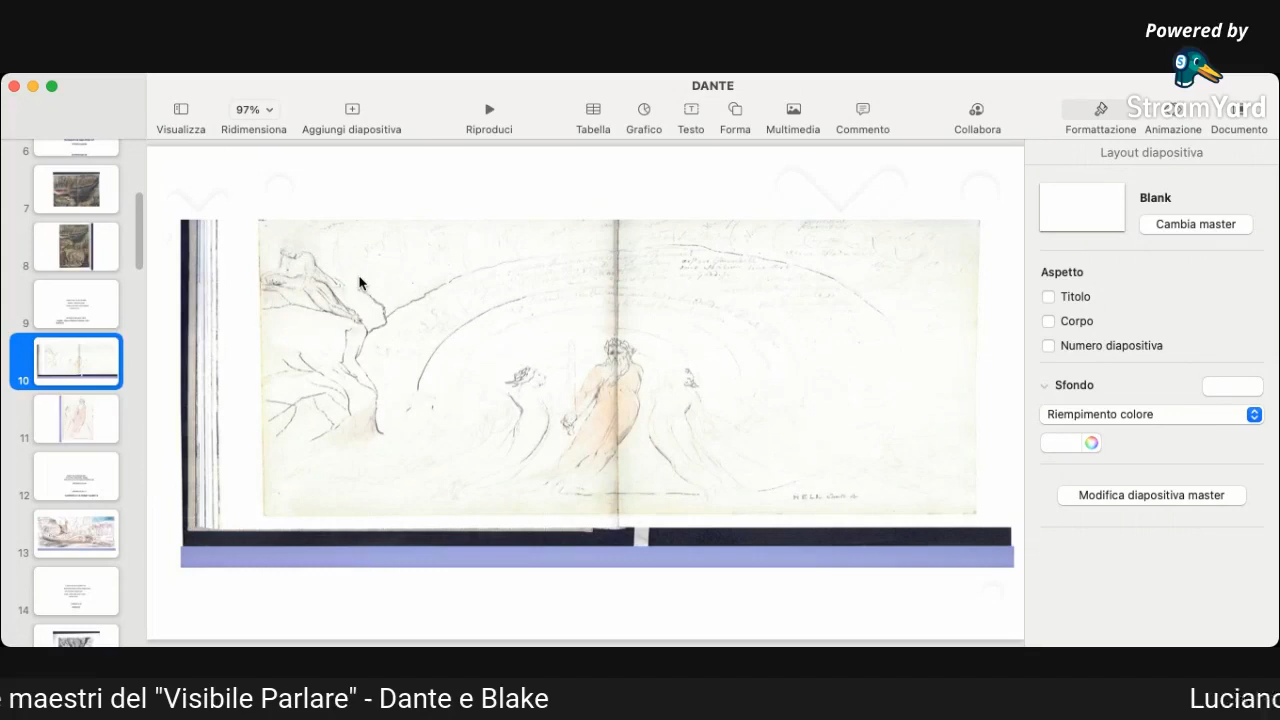 Powered by
StreamYard
DANTE
97%
Visualizza
Ridimensiona
Aggiungi diapositiva
Riproduci
Tabella
Grafico
Testo
Forma
Multimedia
Commento
Collabora
Formattazione
Animazione
Documento
6
7
8
9
10
11
12
13
14
HELL
Layout diapositiva
Blank
Cambia master
Aspetto
Titolo
Corpo
Numero diapositiva
Sfondo
Riempimento colore
Modifica diapositiva master
e maestri del "Visibile Parlare" - Dante e Blake
Luciano